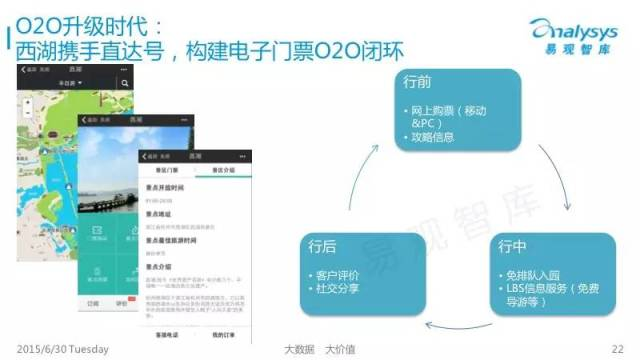 O2O升级时代：
西湖携手直达号，构建电子门票O2O闭环
Analysys
易观智库
西湖
景区门票
景区介绍
景点开放时间
景点地址
景点最佳旅游时间
景点介绍
订阅
评价
客服电话
我的订单
行前
• 网上购票（移动
&PC）
• 攻略信息
行后
• 客户评价
• 社交分享
行中
• 免排队入园
• LBS信息服务（免费
导游等）
易观智库
2015/6/30 Tuesday
大数据 大价值
22